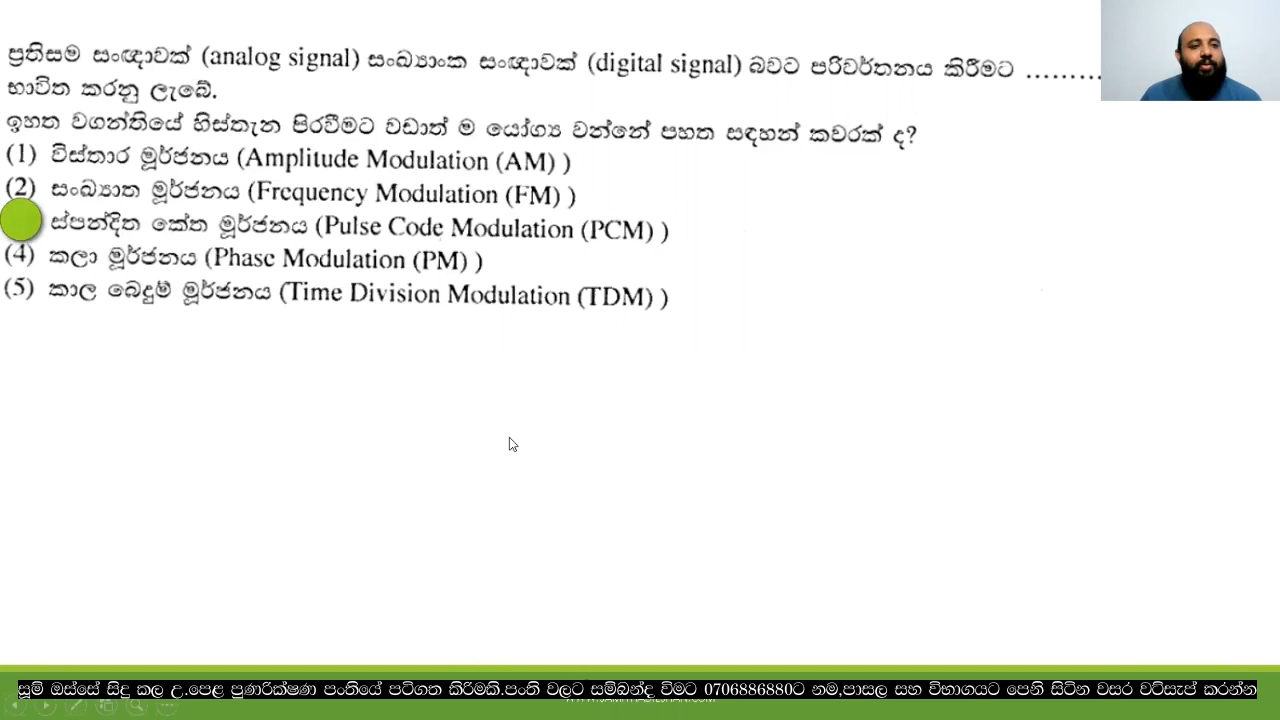 ප්‍රතිසම සංඥාවක් (analog signal) සංඛ්‍යාංක සංඥාවක් (digital signal) බවට පරිවර්තනය කිරීමට ..........
භාවිත කරනු ලැබේ.
ඉහත වගන්තියේ හිස්තැන පිරවීමට වඩාත් ම යෝග්‍ය වන්නේ පහත සඳහන් කවරක් ද?
(1) විස්තාර මූර්ජනය (Amplitude Modulation (AM) )
(2) සංඛ්‍යාත මූර්ජනය (Frequency Modulation (FM) )
ස්පන්දිත කේත මූර්ජනය (Pulse Code Modulation (PCM) )
(4) කලා මූර්ජනය (Phase Modulation (PM) )
(5) කාල බෙදුම් මූර්ජනය (Time Division Modulation (TDM) )
සූම් ඔස්සේ සිදු කල උ.පෙළ පුණරීක්ෂණ පංතියේ පටිගත කිරිමකි.පංති වලට සම්බන්ද වීමට 0706886880ට නම,පාසල සහ විභාගයට පෙනී සිටින වසර වට්සැප් කරන්න